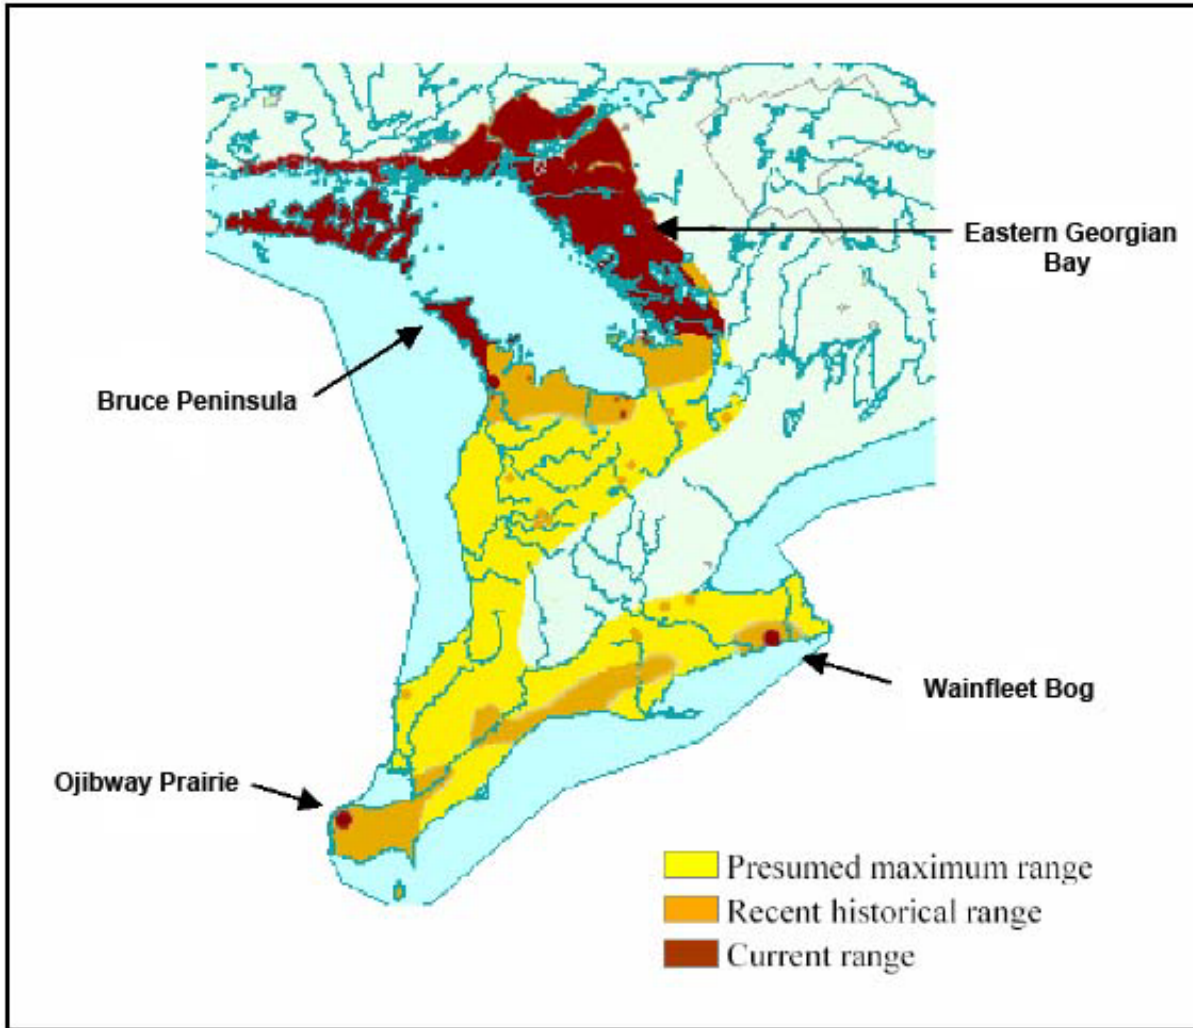 Eastern Georgian
Bay
Bruce Peninsula
Wainfleet Bog
Ojibway Prairie
Presumed maximum range
Recent historical range
Current range